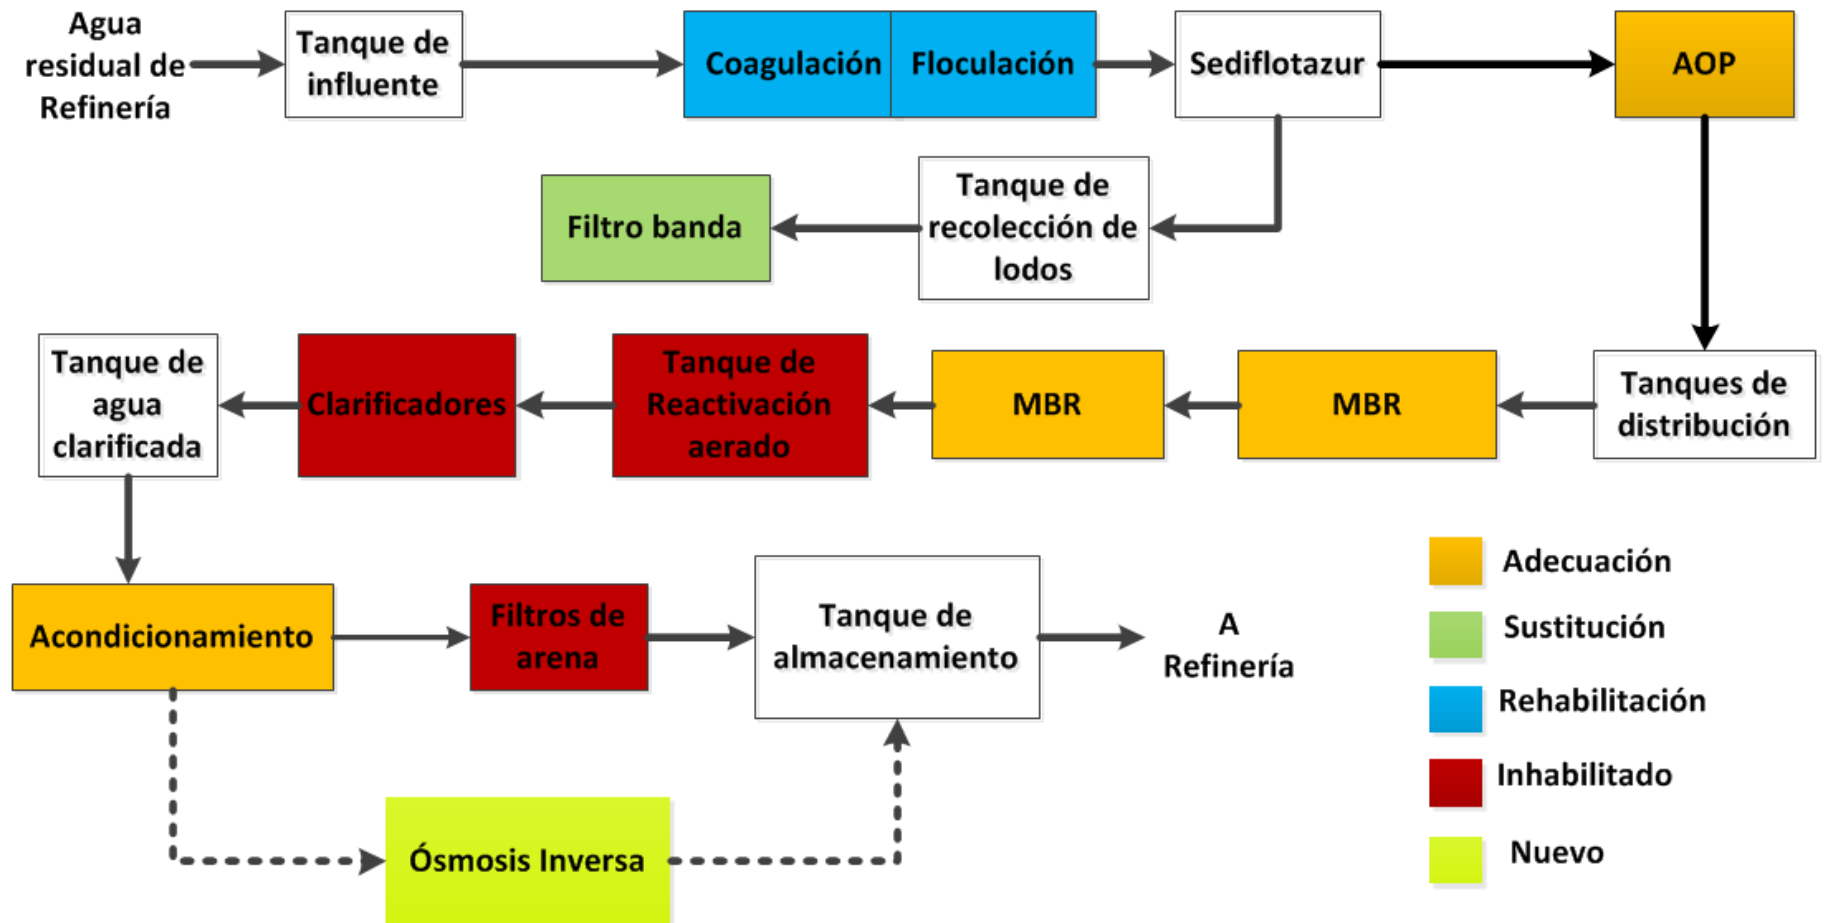 Agua
residual de
Refinería
Tanque de
influente
Coagulación
Floculación
Sediflotazur
AOP
Filtro banda
Tanque de
recolección de
lodos
Tanque de
agua
clarificada
Clarificadores
Tanque de
Reactivación
aerado
MBR
MBR
Tanques de
distribución
Acondicionamiento
Filtros de
arena
Tanque de
almacenamiento
A
Refinería
Ósmosis Inversa
Adecuación
Sustitución
Rehabilitación
Inhabilitado
Nuevo